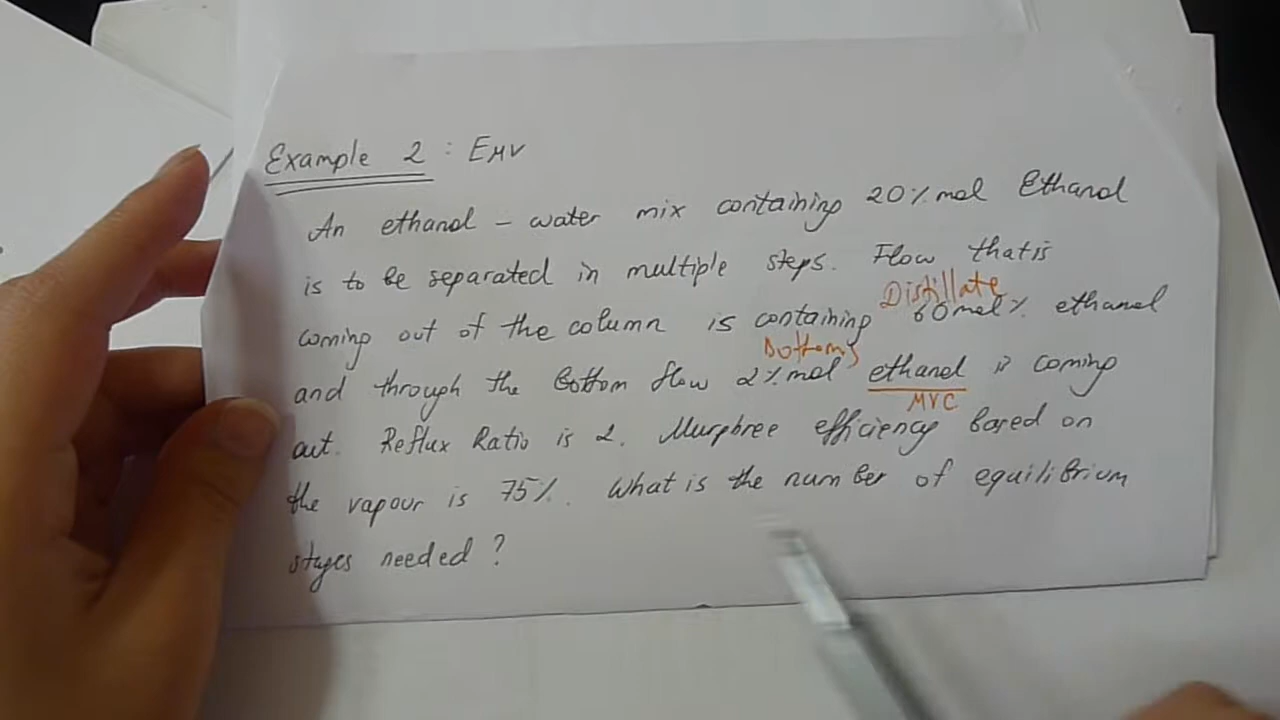 Example 2 : EMV
An ethanol - water mix containing 20% mol Ethanol
is to be separated in multiple steps. Flow that is
Distillate
coming out of the column is containing 60mol% ethanol
Bottoms
and through the bottom flow 2%mol ethanol is coming
MVC
out. Reflux Ratio is 2. Murphree efficiency based on
the vapour is 75%. What is the number of equilibrium
stages needed ?